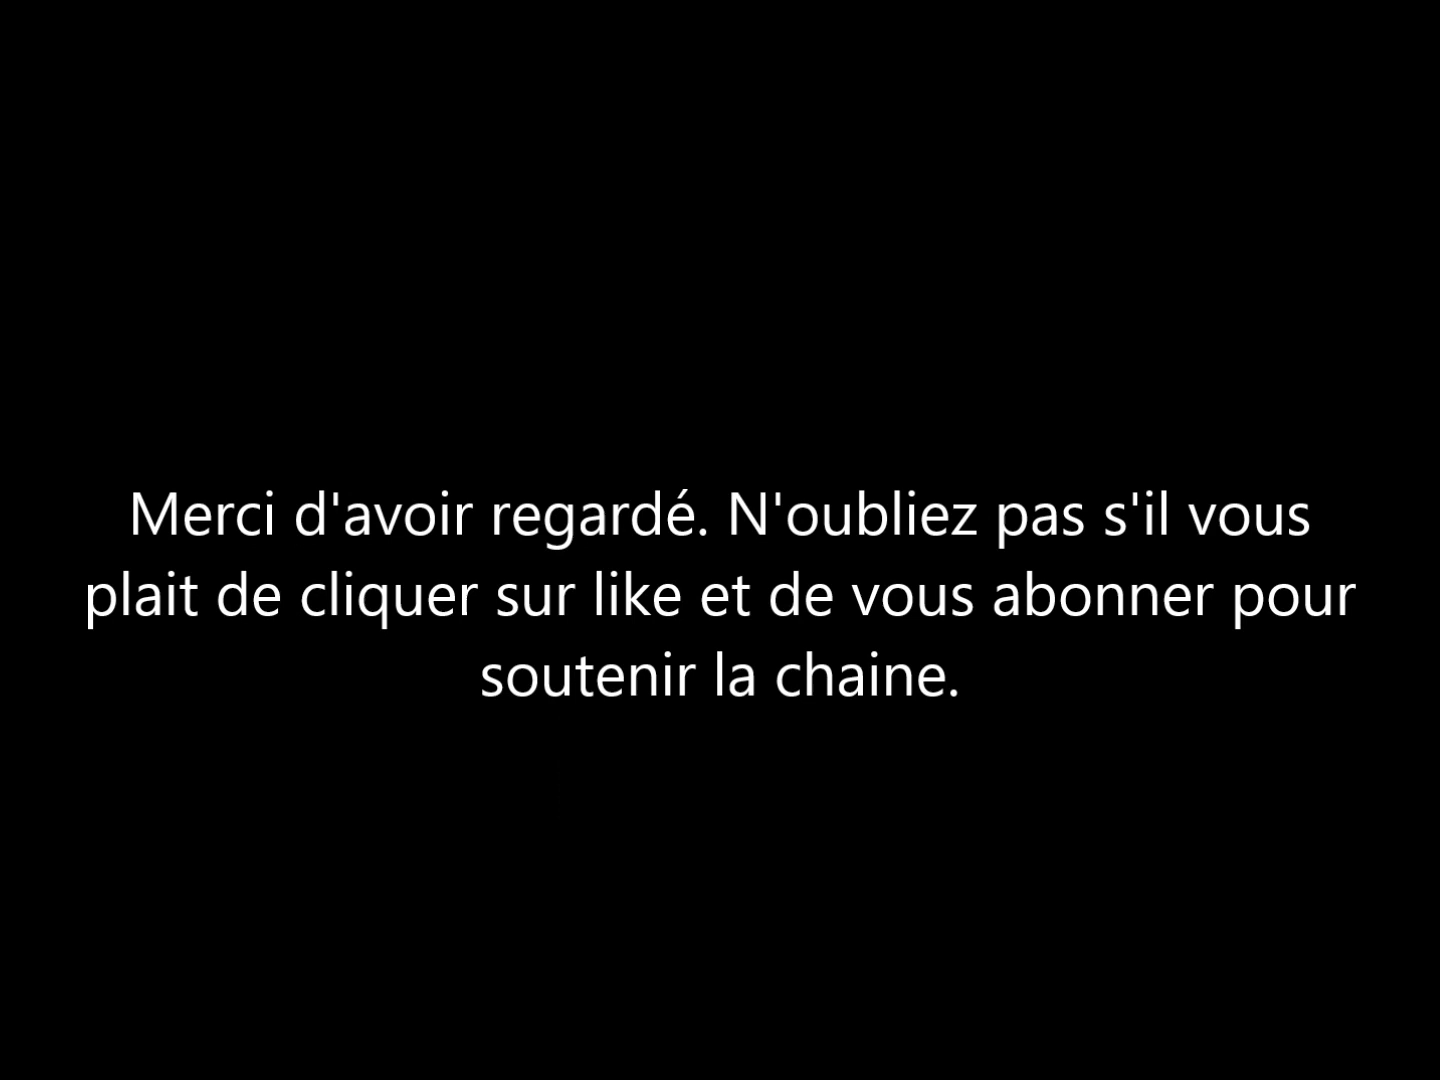 Merci d'avoir regardé. N'oubliez pas s'il vous
plait de cliquer sur like et de vous abonner pour
soutenir la chaine.